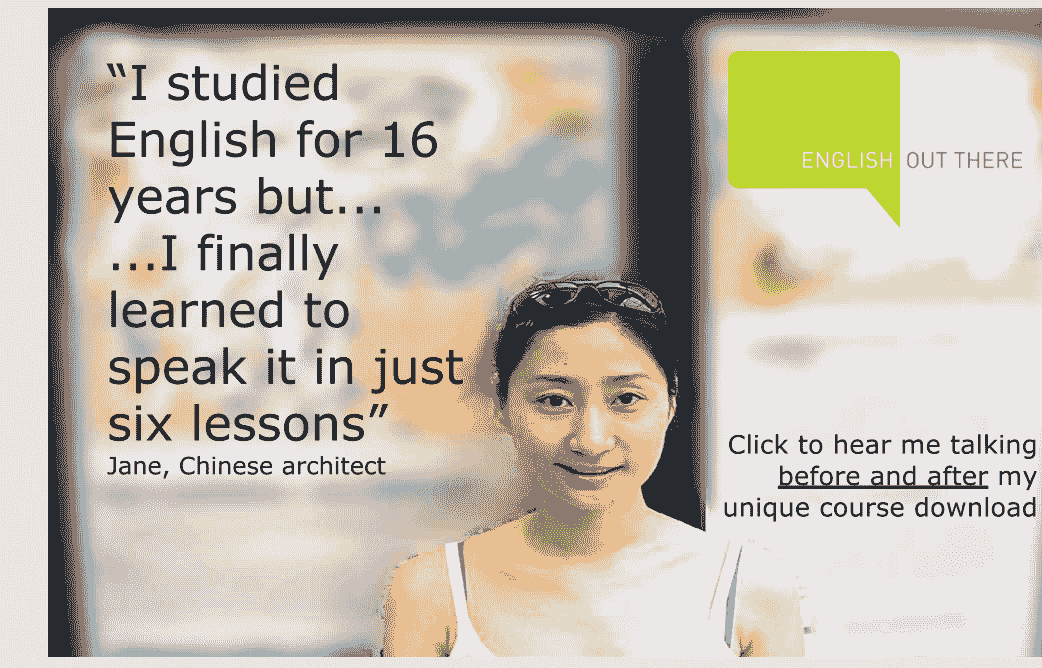 “I studied
English for 16
years but...
...I finally
learned to
speak it in just
six lessons”
Jane, Chinese architect
ENGLISH OUT THERE
Click to hear me talking
before and after my
unique course download